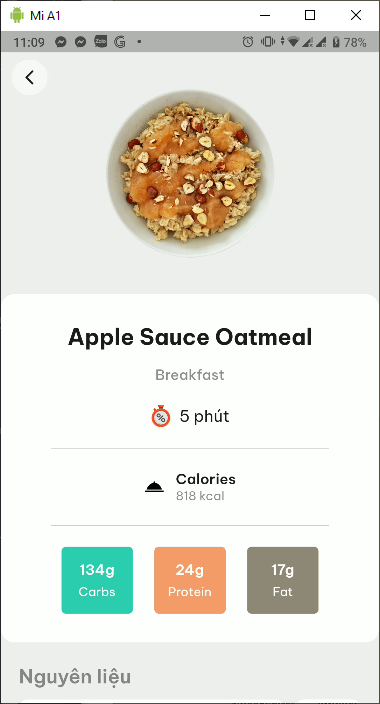 Mi A1
11:09 Zalo G 78%
Apple Sauce Oatmeal
Breakfast
% 5 phút
Calories
818 kcal
134g 24g 17g
Carbs Protein Fat
Nguyên liệu